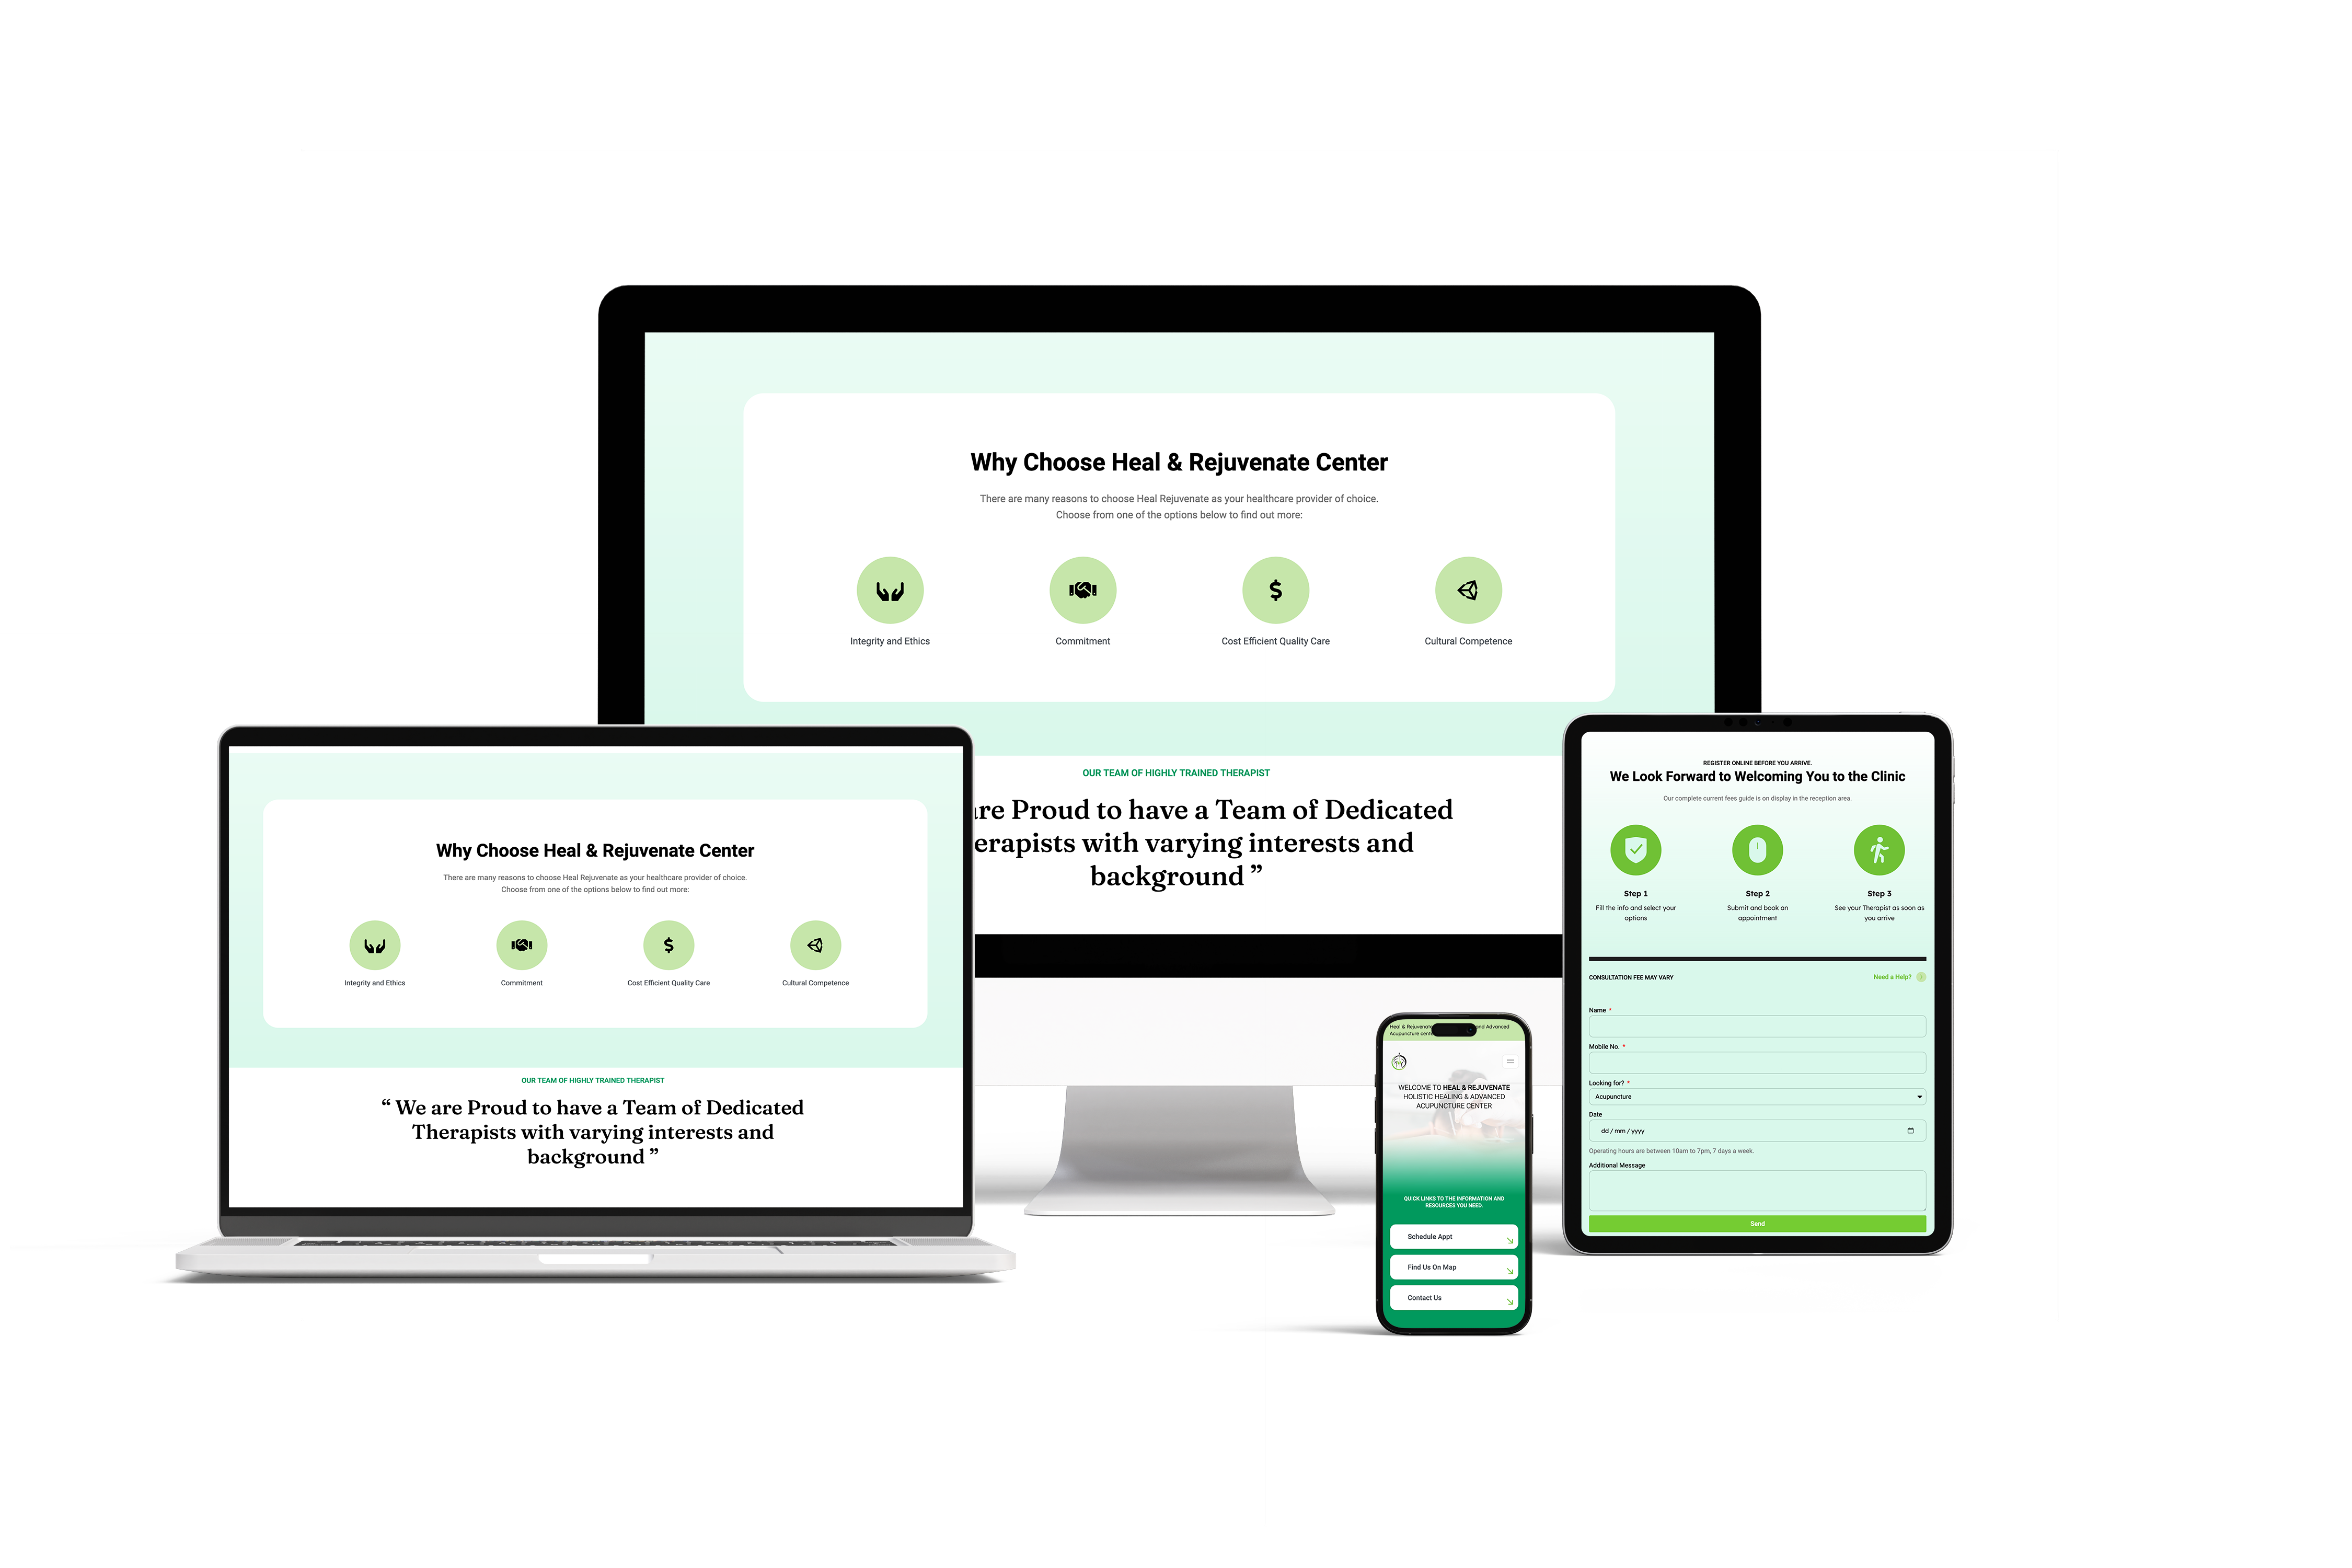 Why Choose Heal & Rejuvenate Center
There are many reasons to choose Heal Rejuvenate as your healthcare provider of choice.
Choose from one of the options below to find out more:
Integrity and Ethics
Commitment
$
Cost Efficient Quality Care
Cultural Competence
OUR TEAM OF HIGHLY TRAINED THERAPIST
are Proud to have a Team of Dedicated
erapists with varying interests and
background ”
Why Choose Heal & Rejuvenate Center
There are many reasons to choose Heal Rejuvenate as your healthcare provider of choice.
Choose from one of the options below to find out more:
Integrity and Ethics
Commitment
$
Cost Efficient Quality Care
Cultural Competence
OUR TEAM OF HIGHLY TRAINED THERAPIST
“ We are Proud to have a Team of Dedicated
Therapists with varying interests and
background ”
Heal & Rejuvenate and Advanced
Acupuncture
WELCOME TO HEAL & REJUVENATE
HOLISTIC HEALING & ADVANCED
ACUPUNCTURE CENTER
QUICK LINKS TO THE INFORMATION AND
RESOURCES YOU NEED.
Schedule Appt
Find Us On Map
Contact Us
REGISTER ONLINE BEFORE YOU ARRIVE.
We Look Forward to Welcoming You to the Clinic
Our complete current fees guide is on display in the reception area.
Step 1
Fill the info and select your
options
Step 2
Submit and book an
appointment
Step 3
See your Therapist as soon as
you arrive
CONSULTATION FEE MAY VARY
Need a Help?
Name *
Mobile No. *
Looking for? *
Acupuncture
Date
dd / mm / yyyy
Operating hours are between 10am to 7pm, 7 days a week.
Additional Message
Send